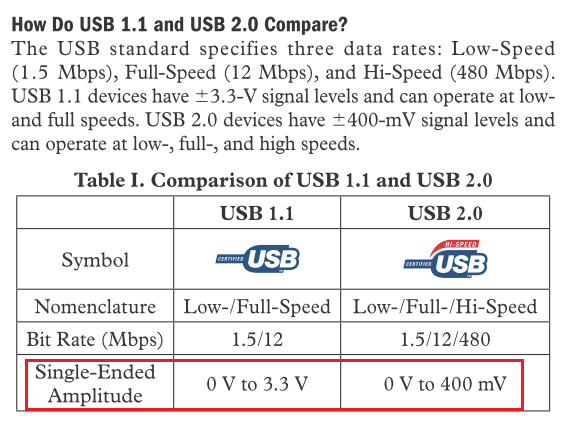 How Do USB 1.1 and USB 2.0 Compare?
The USB standard specifies three data rates: Low-Speed
(1.5 Mbps), Full-Speed (12 Mbps), and Hi-Speed (480 Mbps).
USB 1.1 devices have ±3.3-V signal levels and can operate at low-
and full speeds. USB 2.0 devices have ±400-mV signal levels and
can operate at low-, full-, and high speeds.
Table I. Comparison of USB 1.1 and USB 2.0
USB 1.1 USB 2.0
HI-SPEED
Symbol CERTIFIED USB CERTIFIED USB
Nomenclature Low-/Full-Speed Low-/Full-/Hi-Speed
Bit Rate (Mbps) 1.5/12 1.5/12/480
Single-Ended
Amplitude 0 V to 3.3 V 0 V to 400 mV